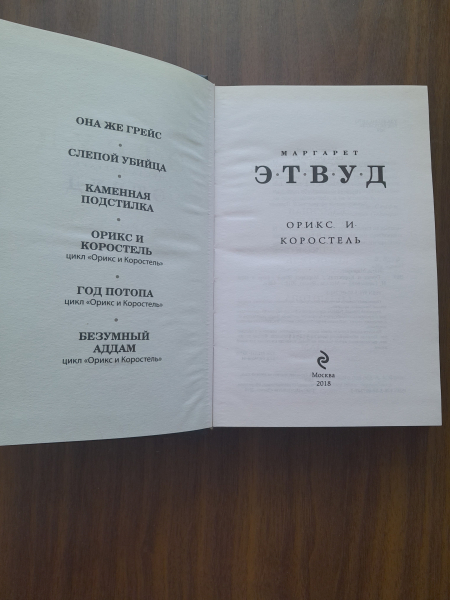 ОНА ЖЕ ГРЕЙС
СЛЕПОЙ УБИЙЦА
КАМЕННАЯ
ПОДСТИЛКА
ОРИКС И
КОРОСТЕЛЬ
цикл «Орикс и Коростель»
ГОД ПОТОПА
цикл «Орикс и Коростель»
БЕЗУМНЫЙ
АДДАМ
цикл «Орикс и Коростель»
МАРГАРЕТ
Э·Т·В·У·Д
ОРИКС И
КОРОСТЕЛЬ
Москва
2018